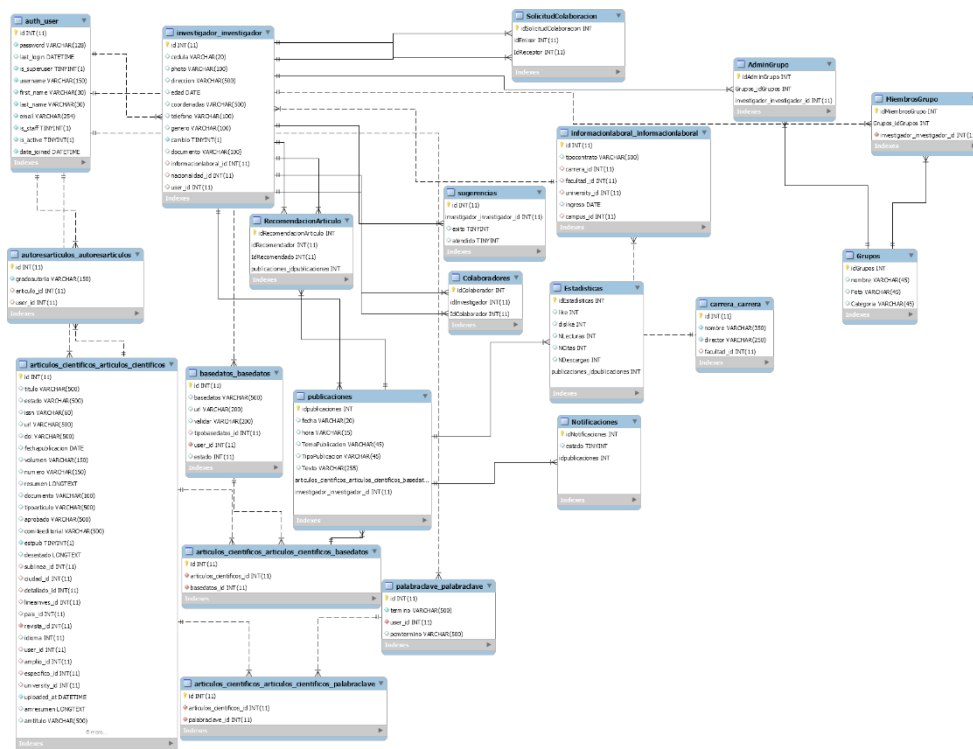 auth_user
id INT(11)
password VARCHAR(128)
last_login DATETIME
is_superuser TINYINT(1)
username VARCHAR(150)
first_name VARCHAR(30)
last_name VARCHAR(30)
email VARCHAR(254)
is_staff TINYINT(1)
is_active TINYINT(1)
date_joined DATETIME
Indexes
investigador_investigador
id INT(11)
cedula VARCHAR(20)
photo VARCHAR(100)
direccion VARCHAR(500)
edad DATE
coordenadas VARCHAR(500)
telefono VARCHAR(100)
genero VARCHAR(100)
cambio TINYINT(1)
documento VARCHAR(100)
informacionlaboral_id INT(11)
nacionalidad_id INT(11)
user_id INT(11)
Indexes
SolicitudColaboracion
idSolicitudColaboracion INT
idEmisor INT(11)
IdReceptor INT(11)
Indexes
AdminGrupo
idAdminGrupo INT
Grupos_idGrupos INT
investigador_investigador_id INT(11)
Indexes
MiembrosGrupo
idMiembrosGrupo INT
Grupos_idGrupos INT
investigador_investigador_id INT(1
Indexes
informacionlaboral_informacionlaboral
id INT(11)
tipocontrato VARCHAR(100)
carrera_id INT(11)
facultad_id INT(11)
university_id INT(11)
ingreso DATE
campus_id INT(11)
Indexes
sugerencias
id INT(11)
investigador_investigador_id INT(11)
exito TINYINT
atendido TINYINT
Indexes
RecomendacionArticulo
idRecomendacionArticulo INT
idRecomendador INT(11)
IdRecomendado INT(11)
publicaciones_idpublicaciones INT
Indexes
autoresarticulos_autoresarticulos
id INT(11)
gradoautoria VARCHAR(150)
articulo_id INT(11)
user_id INT(11)
Indexes
Colaboradores
idColaborador INT
idInvestigador INT(11)
IdColaborador INT(11)
Indexes
Estadisticas
idEstadisticas INT
like INT
dislike INT
NLecturas INT
NCitas INT
NDescargas INT
publicaciones_idpublicaciones INT
Indexes
Grupos
idGrupos INT
nombre VARCHAR(45)
Foto VARCHAR(45)
Categoria VARCHAR(45)
Indexes
carrera_carrera
id INT(11)
nombre VARCHAR(350)
director VARCHAR(250)
facultad_id INT(11)
Indexes
articulos_cientificos_articulos_cientificos
id INT(11)
titulo VARCHAR(500)
estado VARCHAR(500)
issn VARCHAR(60)
url VARCHAR(500)
doi VARCHAR(500)
fechapublicacion DATE
volumen VARCHAR(150)
numero VARCHAR(150)
resumen LONGTEXT
documento VARCHAR(100)
tipoarticulo VARCHAR(500)
aprobado VARCHAR(500)
comiteeditorial VARCHAR(500)
estpub TINYINT(1)
desestado LONGTEXT
sublinea_id INT(11)
ciudad_id INT(11)
detallado_id INT(11)
lineainves_id INT(11)
pais_id INT(11)
revista_id INT(11)
idioma INT(11)
user_id INT(11)
amplio_id INT(11)
especifico_id INT(11)
university_id INT(11)
uploaded_at DATETIME
amresumen LONGTEXT
amtitulo VARCHAR(500)
Indexes
basedatos_basedatos
id INT(11)
basedatos VARCHAR(500)
url VARCHAR(200)
validar VARCHAR(200)
tipobasedatos_id INT(11)
user_id INT(11)
estado INT(11)
Indexes
publicaciones
idpublicaciones INT
fecha VARCHAR(20)
hora VARCHAR(15)
TemaPublicacion VARCHAR(45)
TipoPublicacion VARCHAR(45)
Texto VARCHAR(255)
articulos_cientificos_articulos_cientificos_basedat...
investigador_investigador_id INT(11)
Indexes
Notificaciones
idNotificaciones INT
estado TINYINT
idpublicaciones INT
Indexes
articulos_cientificos_articulos_cientificos_basedatos
id INT(11)
articulos_cientificos_id INT(11)
basedatos_id INT(11)
Indexes
palabraclave_palabraclave
id INT(11)
termino VARCHAR(500)
user_id INT(11)
Indexes
articulos_cientificos_articulos_cientificos_palabraclave
id INT(11)
articulos_cientificos_id INT(11)
palabraclave_id INT(11)
Indexes